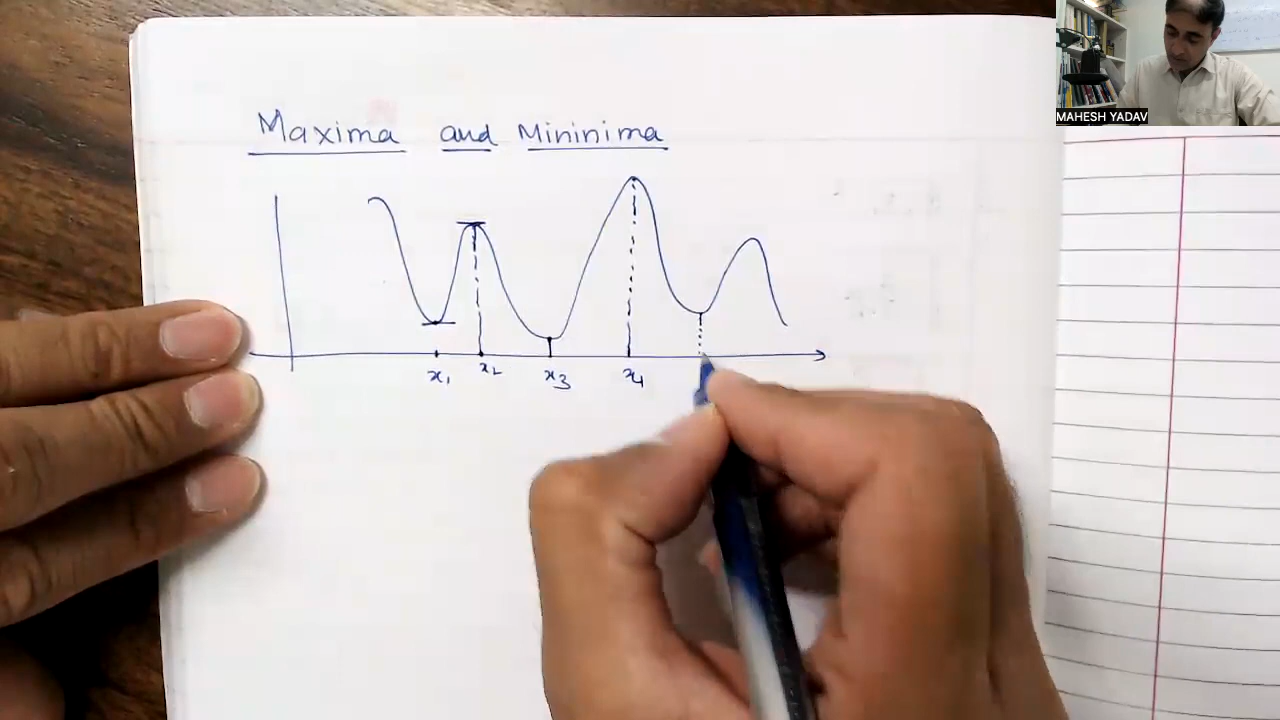 MAHESH YADAV
Maxima and Mininima
x₁ x₂ x₃ x₄